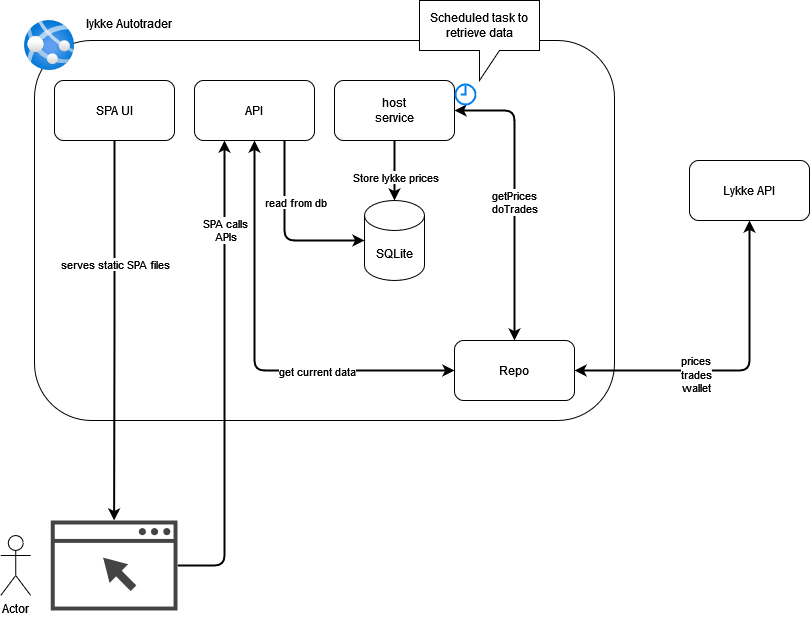 lykke Autotrader
Scheduled task to
retrieve data
SPA UI
API
host
service
Store lykke prices
getPrices
doTrades
Lykke API
read from db
SPA calls
APIs
SQLite
serves static SPA files
get current data
Repo
prices
trades
wallet
Actor